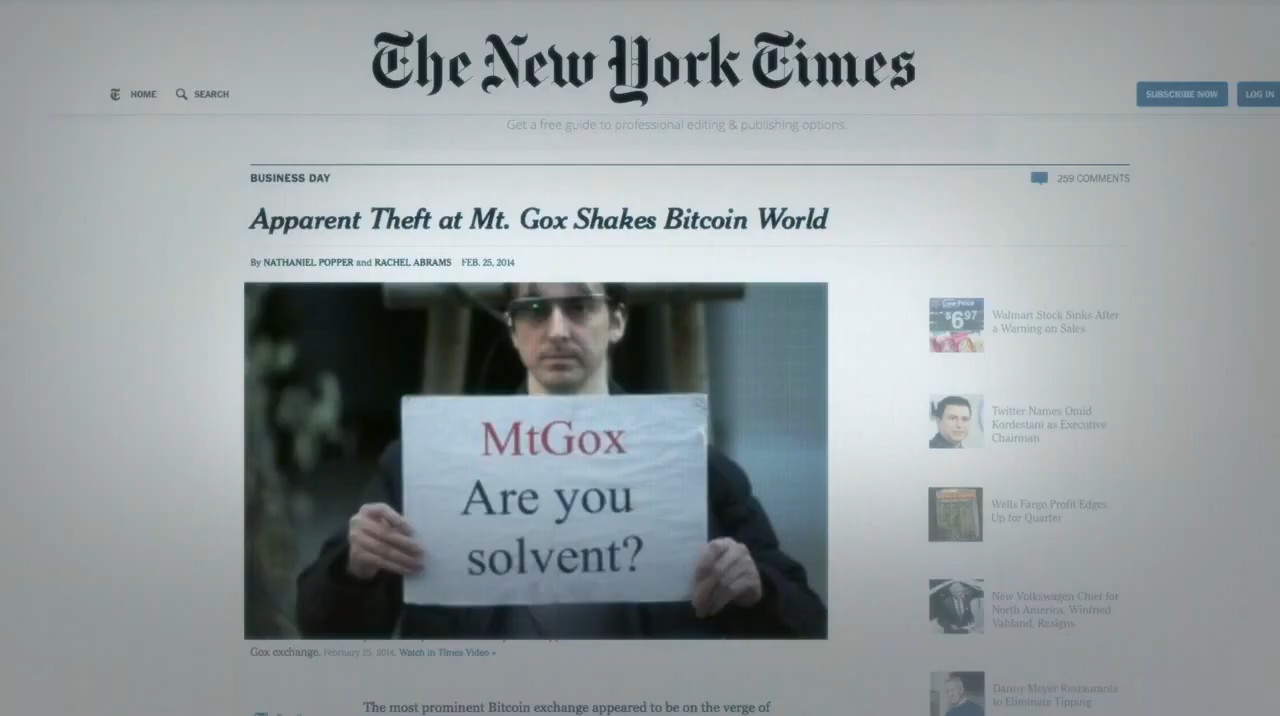 The New York Times
HOME
SEARCH
SUBSCRIBE NOW
LOG IN
Get a free guide to professional editing & publishing options.
BUSINESS DAY
259 COMMENTS
Apparent Theft at Mt. Gox Shakes Bitcoin World
By NATHANIEL POPPER and RACHEL ABRAMS FEB. 25, 2014
MtGox
Are you
solvent?
Low Price
$6.97
Walmart Stock Sinks After
a Warning on Sales
Twitter Names Omid
Kordestani as Executive
Chairman
Wells Fargo Profit Edges
Up for Quarter
New Volkswagen Chief for
North America, Winfried
Vahland, Resigns
Danny Meyer Restaurants
to Eliminate Tipping
Gox exchange. February 25, 2014. Watch in Times Video »
The most prominent Bitcoin exchange appeared to be on the verge of